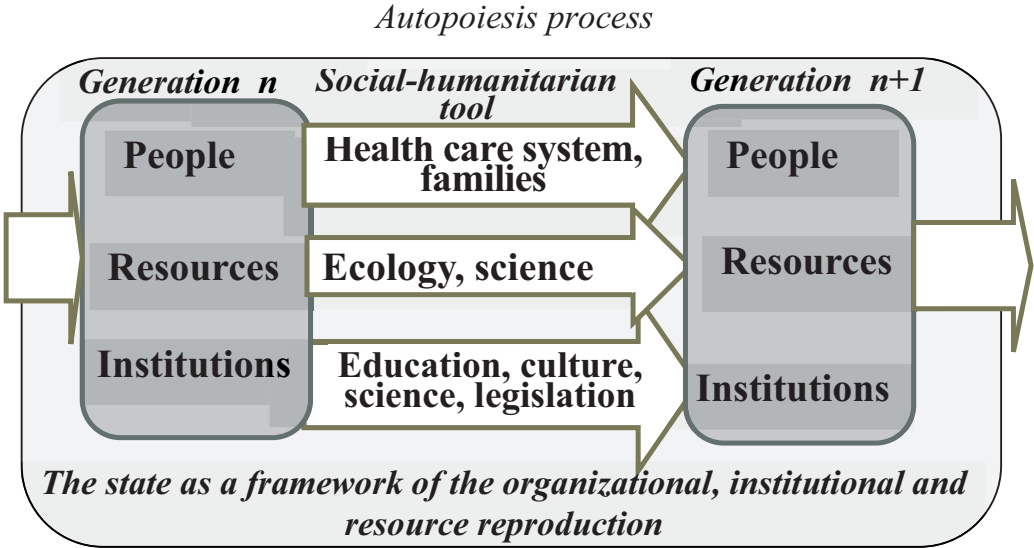 Autopoiesis process
Generation n
Social-humanitarian
tool
Generation n+1
People
Health care system,
families
People
Resources
Ecology, science
Resources
Institutions
Education, culture,
science, legislation
Institutions
The state as a framework of the organizational, institutional and
resource reproduction